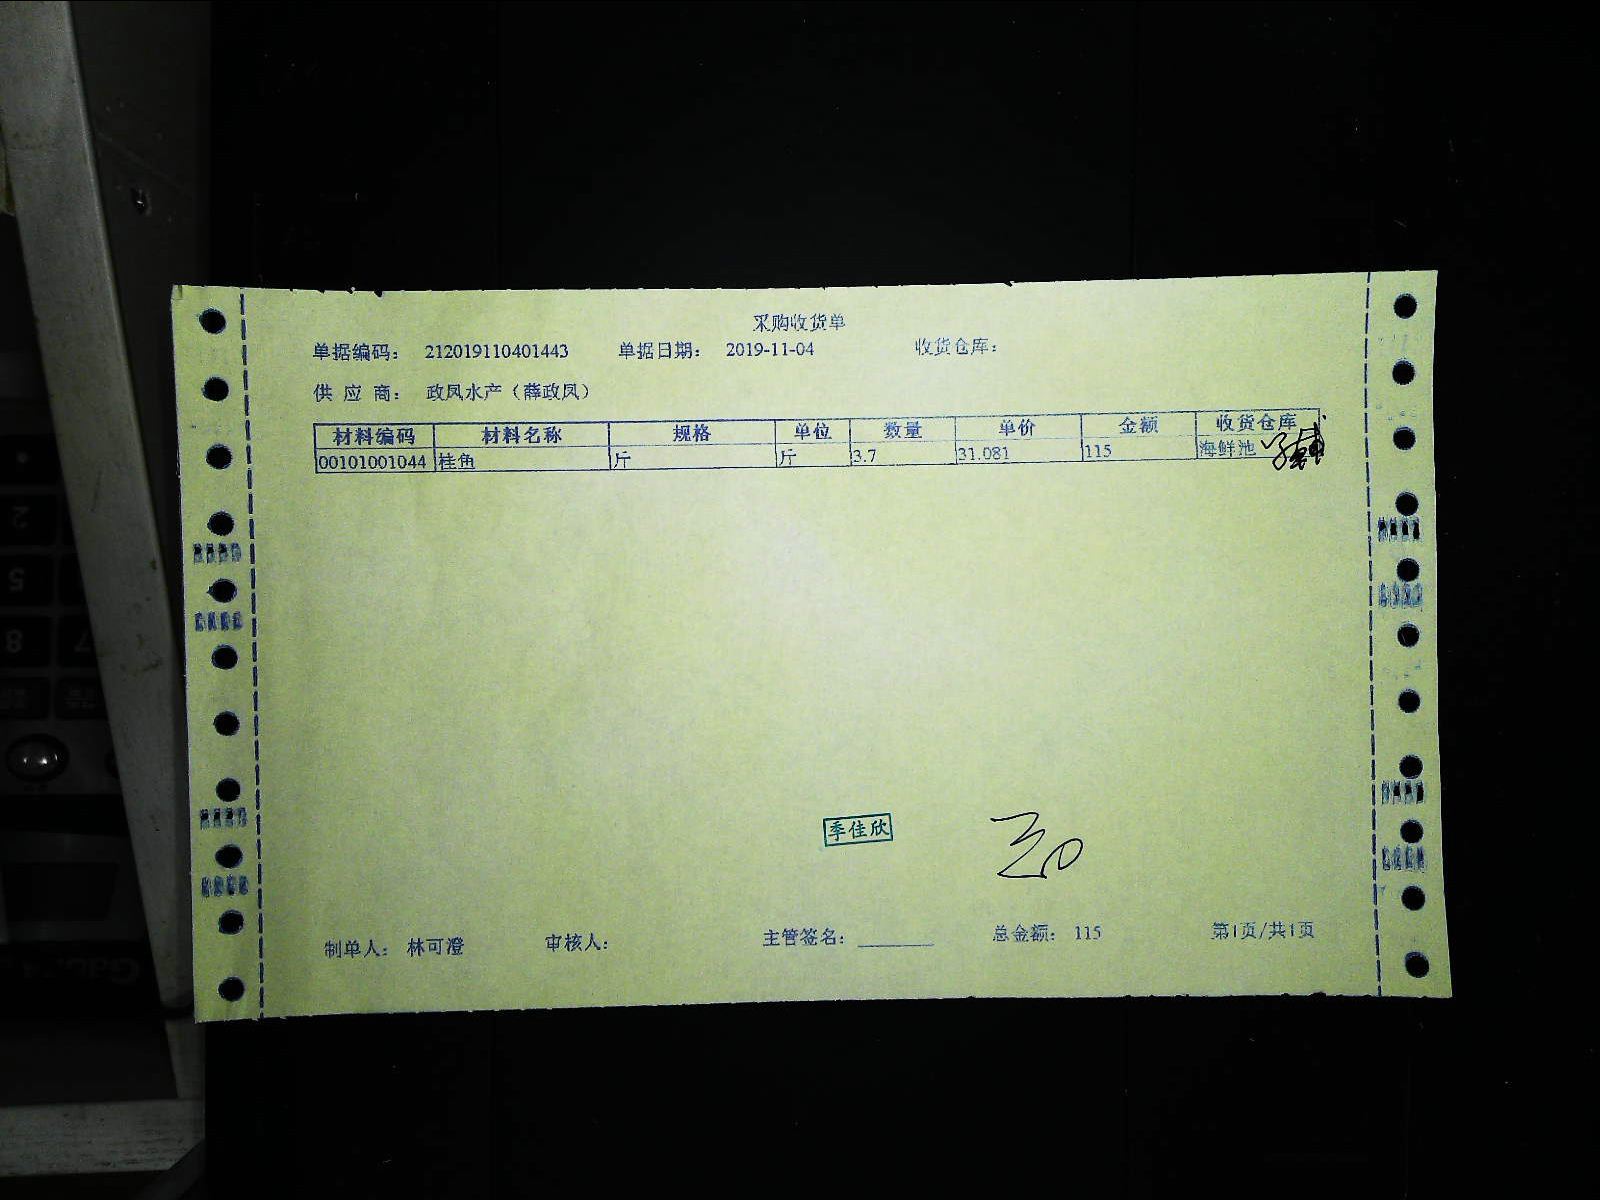 采购收货单
单据编码： 212019110401443 单据日期： 2019-11-04 收货仓库：
供 应 商： 政凤水产（薛政凤）
材料编码 材料名称 规格 单位 数量 单价 金额 收货仓库
00101001044 桂鱼 斤 斤 3.7 31.081 115 海鲜池
季佳欣
制单人： 林可澄 审核人： 主管签名： 总金额： 115 第1页/共1页